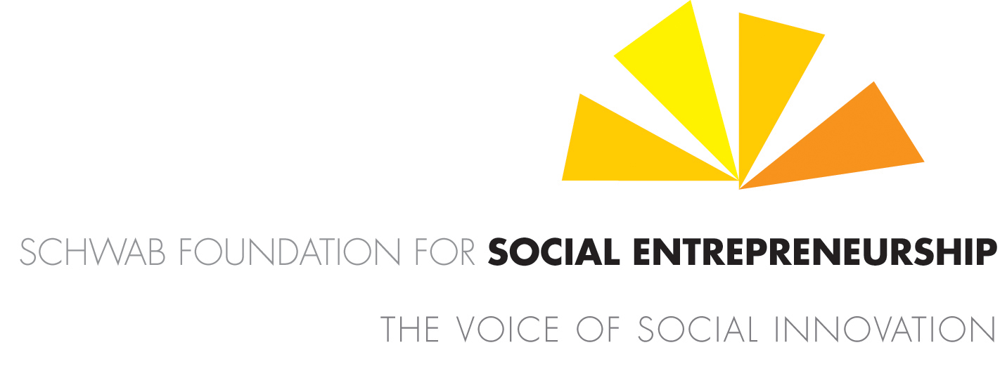 SCHWAB FOUNDATION FOR SOCIAL ENTREPRENEURSHIP
THE VOICE OF SOCIAL INNOVATION